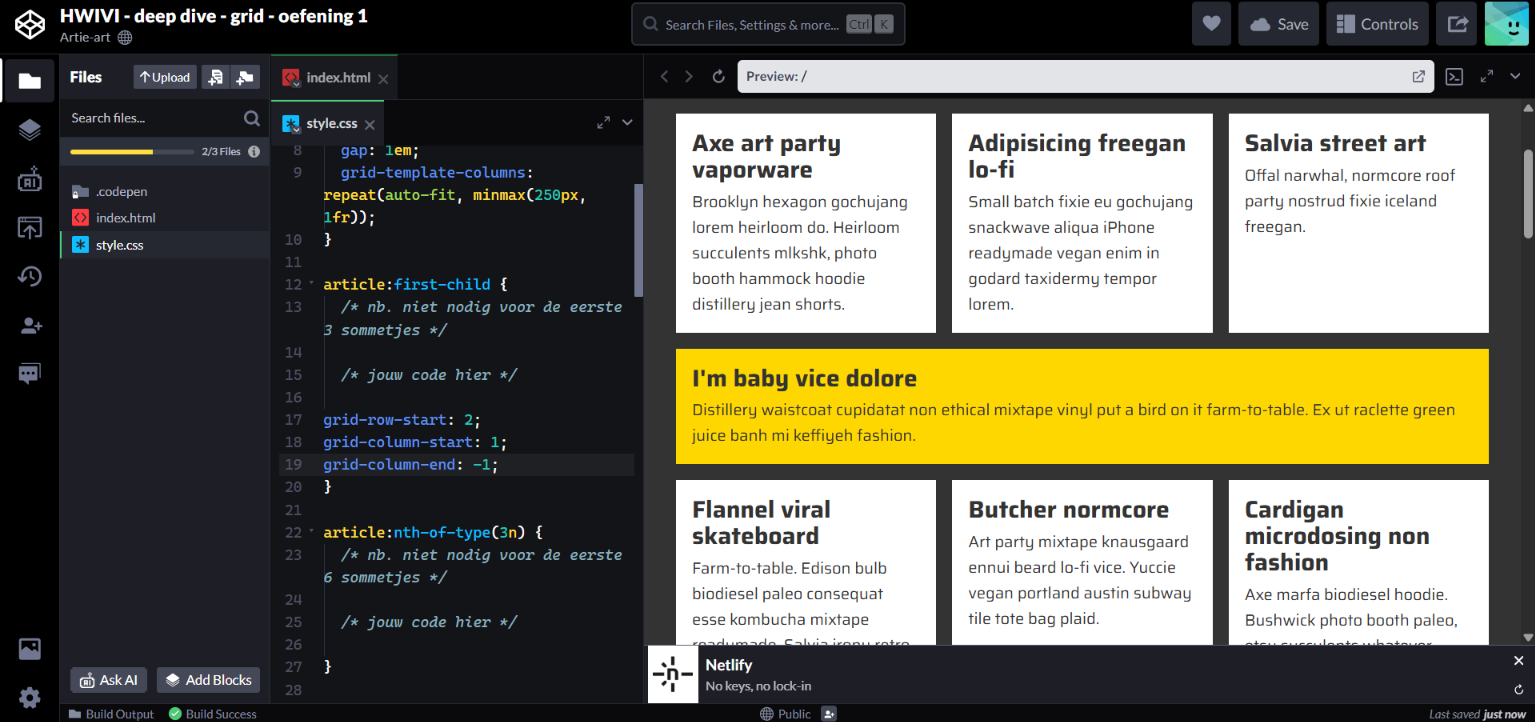 HWIVI - deep dive - grid - oefening 1
Artie-art
Search Files, Settings & more... Ctrl K
Save
Controls
Files
Upload
Search files...
2/3 Files
.codepen
index.html
style.css
Ask AI
Add Blocks
index.html
style.css
8 gap: 1em;
9 grid-template-columns:
repeat(auto-fit, minmax(250px,
1fr));
10 }
11
12 article:first-child {
13 /* nb. niet nodig voor de eerste
3 sommetjes */
14
15 /* jouw code hier */
16
17 grid-row-start: 2;
18 grid-column-start: 1;
19 grid-column-end: -1;
20 }
21
22 article:nth-of-type(3n) {
23 /* nb. niet nodig voor de eerste
6 sommetjes */
24
25 /* jouw code hier */
26
27 }
28
Preview: /
Axe art party
vaporware
Brooklyn hexagon gochujang
lorem heirloom do. Heirloom
succulents mlkshk, photo
booth hammock hoodie
distillery jean shorts.
Adipisicing freegan
lo-fi
Small batch fixie eu gochujang
snackwave aliqua iPhone
readymade vegan enim in
godard taxidermy tempor
lorem.
Salvia street art
Offal narwhal, normcore roof
party nostrud fixie iceland
freegan.
I'm baby vice dolore
Distillery waistcoat cupidatat non ethical mixtape vinyl put a bird on it farm-to-table. Ex ut raclette green
juice banh mi keffiyeh fashion.
Flannel viral
skateboard
Farm-to-table. Edison bulb
biodiesel paleo consequat
esse kombucha mixtape
readymade. Salvia irony retro
Butcher normcore
Art party mixtape knausgaard
ennui beard lo-fi vice. Yuccie
vegan portland austin subway
tile tote bag plaid.
Cardigan
microdosing non
fashion
Axe marfa biodiesel hoodie.
Bushwick photo booth paleo,
etsy succulents whatever
Netlify
No keys, no lock-in
Build Output
Build Success
Public
Last saved just now